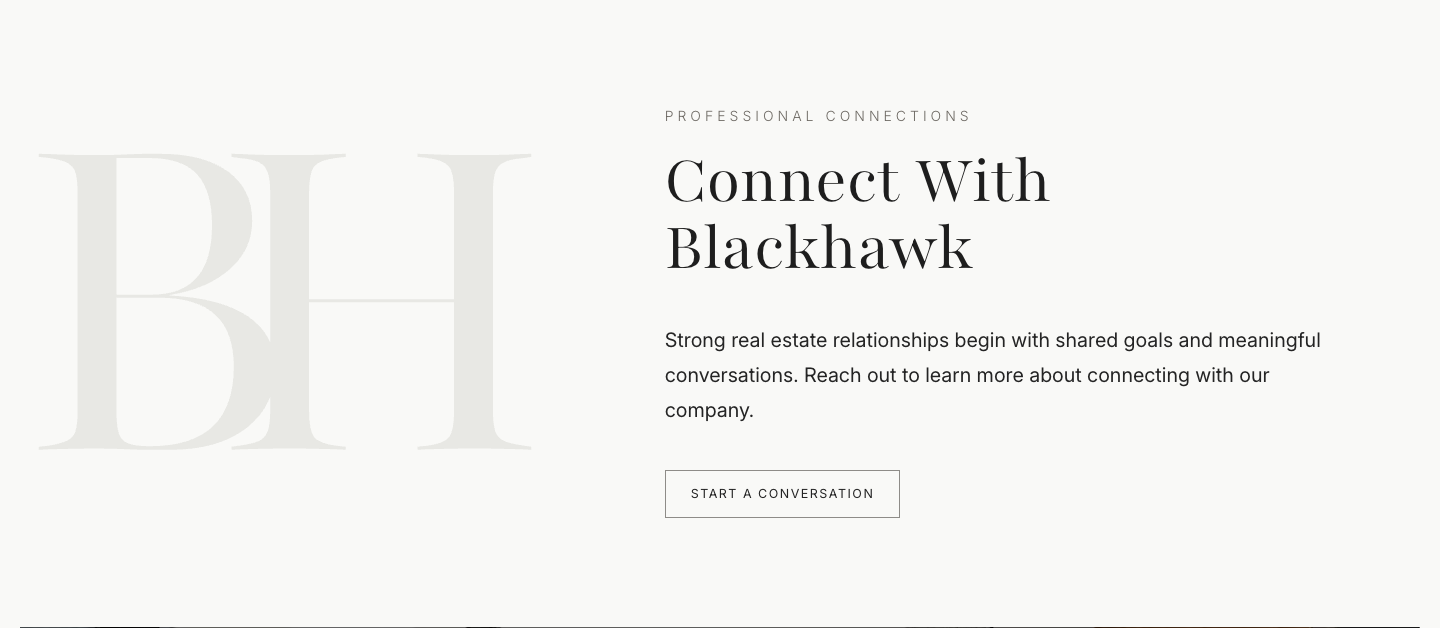 BH
PROFESSIONAL CONNECTIONS
Connect With
Blackhawk
Strong real estate relationships begin with shared goals and meaningful
conversations. Reach out to learn more about connecting with our
company.
START A CONVERSATION